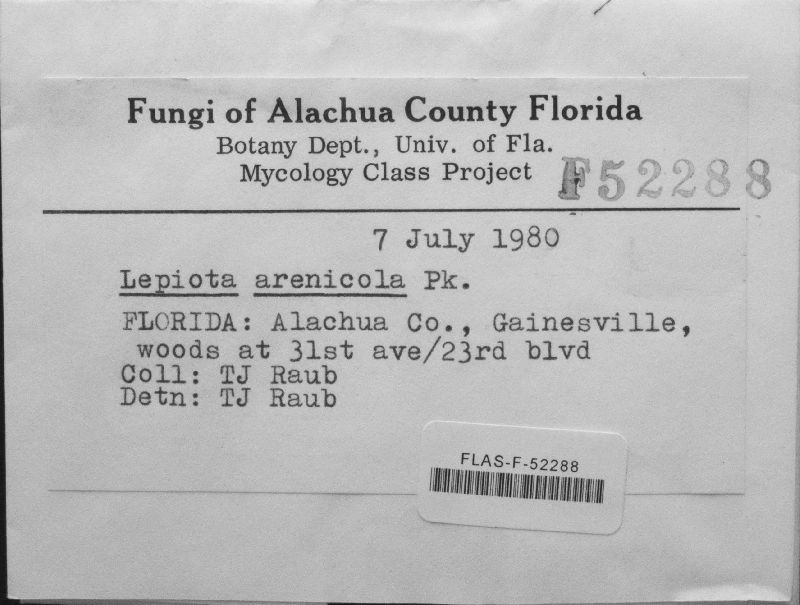 Fungi of Alachua County Florida
Botany Dept., Univ. of Fla.
Mycology Class Project
F52288
7 July 1980
Lepiota arenicola Pk.
FLORIDA: Alachua Co., Gainesville,
woods at 31st ave/23rd blvd
Coll: TJ Raub
Detn: TJ Raub
FLAS-F-52288